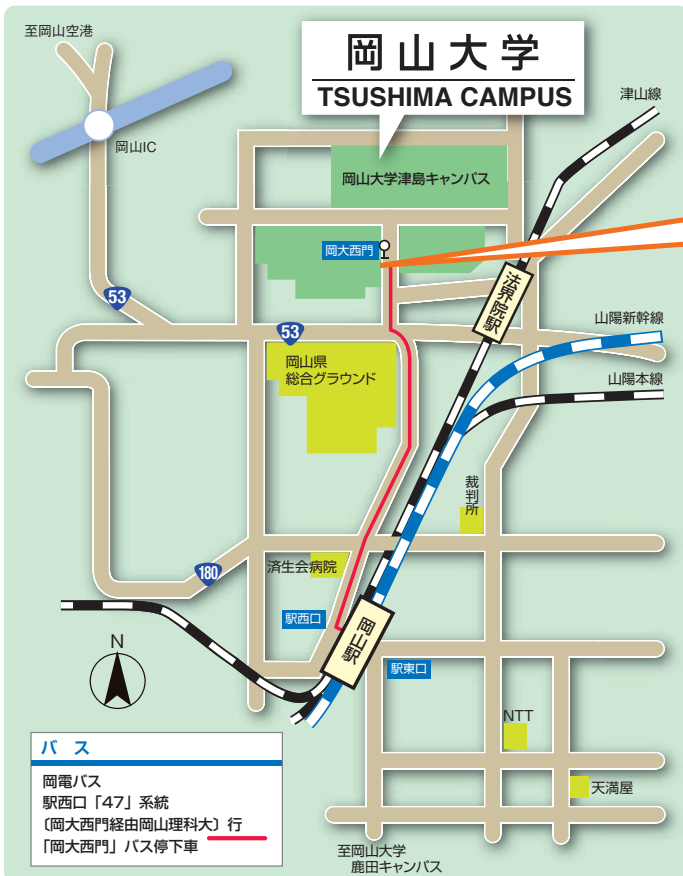 至岡山空港
岡山大学
TSUSHIMA CAMPUS
津山線
岡山IC
岡山大学津島キャンパス
岡大西門
法界院駅
53
53
山陽新幹線
岡山県
総合グラウンド
山陽本線
裁判所
済生会病院
180
駅西口
岡山駅
N
駅東口
NTT
バス
岡電バス
駅西口「47」系統
〔岡大西門経由岡山理科大〕行
「岡大西門」バス停下車
天満屋
至岡山大学
鹿田キャンパス